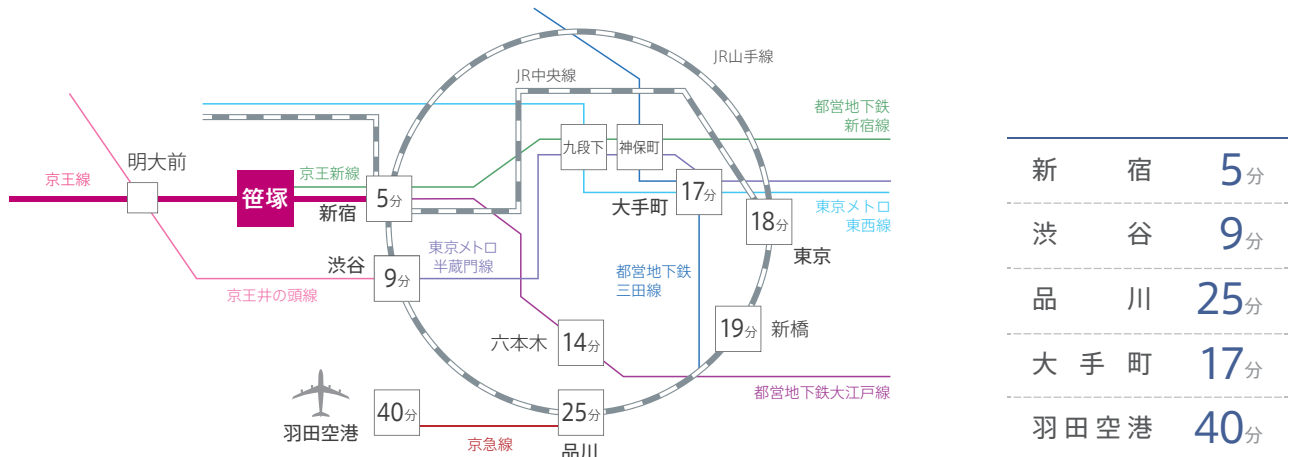 JR山手線
JR中央線
都営地下鉄
新宿線
九段下
神保町
明大前
京王線
笹塚
京王新線
新宿
5分
大手町
17分
18分
東京
東京メトロ
東西線
渋谷
9分
東京メトロ
半蔵門線
京王井の頭線
都営地下鉄
三田線
六本木
14分
19分
新橋
都営地下鉄大江戸線
羽田空港
40分
京急線
25分
品川
新宿 5分
渋谷 9分
品川 25分
大手町 17分
羽田空港 40分